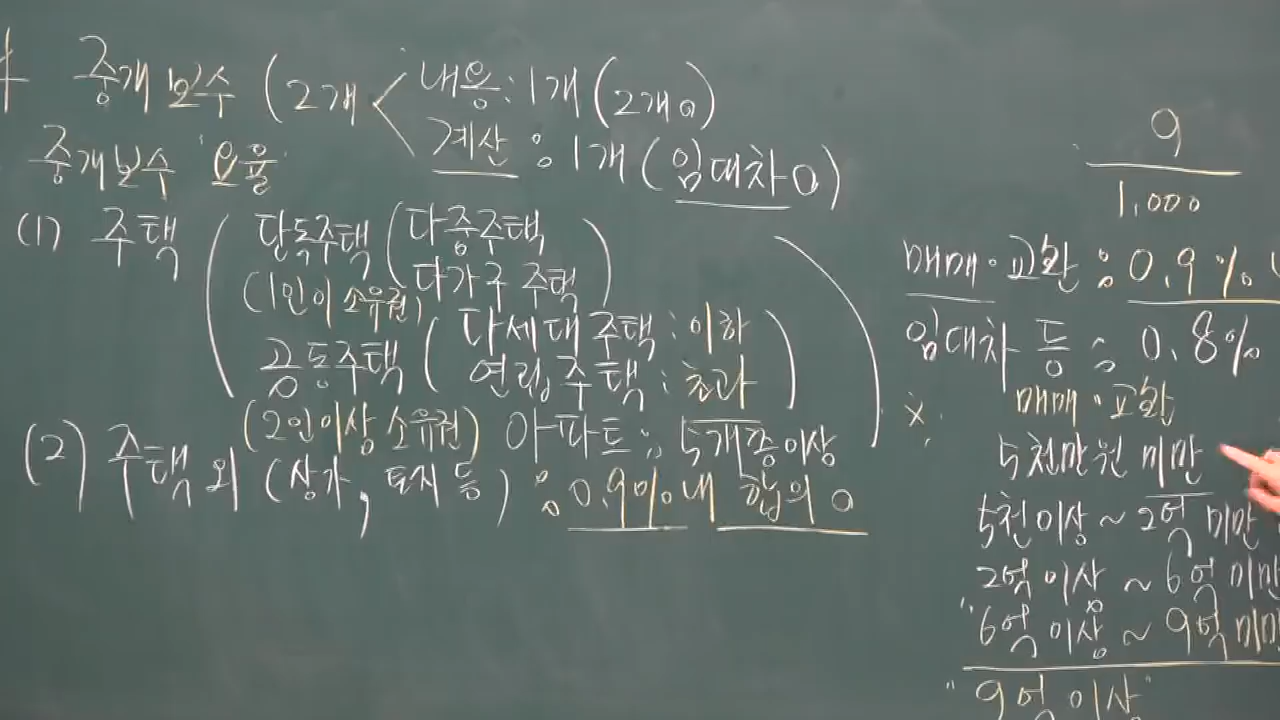 중개보수 (2개 < 내용 : 1개 (2개 0)
계산 : 1개 (임대차 0)
중개보수 '요율'
(1) 주택 ( 단독주택 ( 다중주택
(1인이 소유권) 다가구 주택 )
공동주택 ( 다세대 주택 : 이하
연립 주택 : 초과 )
(2인이상 소유권) 아파트 : 5개층이상 )
(2) 주택 외 (상가, 토지 등) : 0.9% 내 합의 0
9
1,000
매매·교환 : 0.9%
임대차 등 : 0.8%
※ 매매·교환
5천만원 미만
5천이상 ~ 2억 미만
2억 이상 ~ 6억 미만
"6억 이상 ~ 9억 미만
"9억 이상"